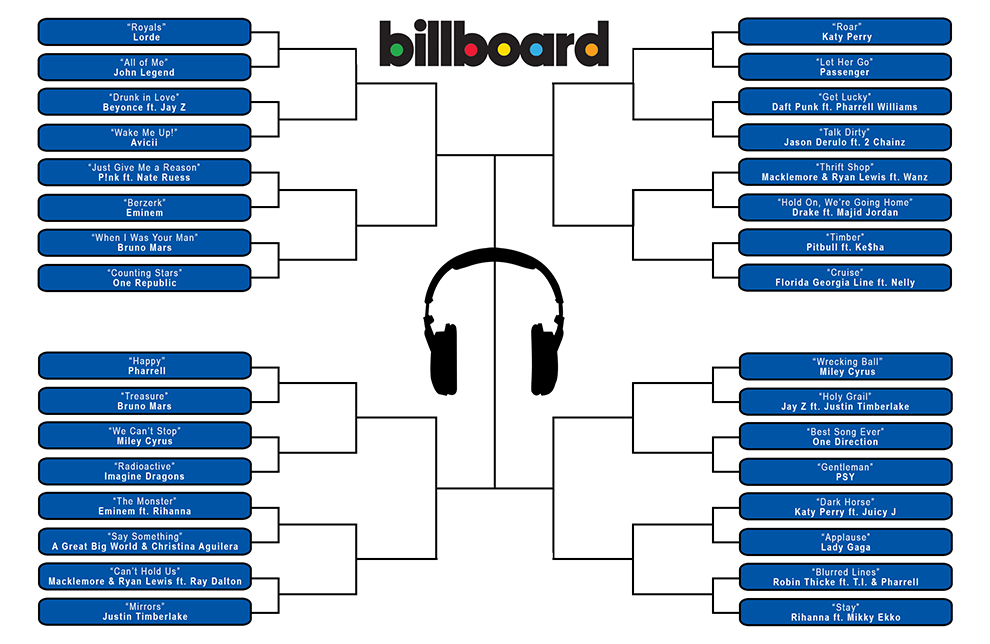 billboard
“Royals”
Lorde
“All of Me”
John Legend
“Drunk in Love”
Beyonce ft. Jay Z
“Wake Me Up!”
Avicii
“Just Give Me a Reason”
P!nk ft. Nate Ruess
“Berzerk”
Eminem
“When I Was Your Man”
Bruno Mars
“Counting Stars”
One Republic
“Happy”
Pharrell
“Treasure”
Bruno Mars
“We Can’t Stop”
Miley Cyrus
“Radioactive”
Imagine Dragons
“The Monster”
Eminem ft. Rihanna
“Say Something”
A Great Big World & Christina Aguilera
“Can’t Hold Us”
Macklemore & Ryan Lewis ft. Ray Dalton
“Mirrors”
Justin Timberlake
“Roar”
Katy Perry
“Let Her Go”
Passenger
“Get Lucky”
Daft Punk ft. Pharrell Williams
“Talk Dirty”
Jason Derulo ft. 2 Chainz
“Thrift Shop”
Macklemore & Ryan Lewis ft. Wanz
“Hold On, We’re Going Home”
Drake ft. Majid Jordan
“Timber”
Pitbull ft. Ke$ha
“Cruise”
Florida Georgia Line ft. Nelly
“Wrecking Ball”
Miley Cyrus
“Holy Grail”
Jay Z ft. Justin Timberlake
“Best Song Ever”
One Direction
“Gentleman”
PSY
“Dark Horse”
Katy Perry ft. Juicy J
“Applause”
Lady Gaga
“Blurred Lines”
Robin Thicke ft. T.I. & Pharrell
“Stay”
Rihanna ft. Mikky Ekko